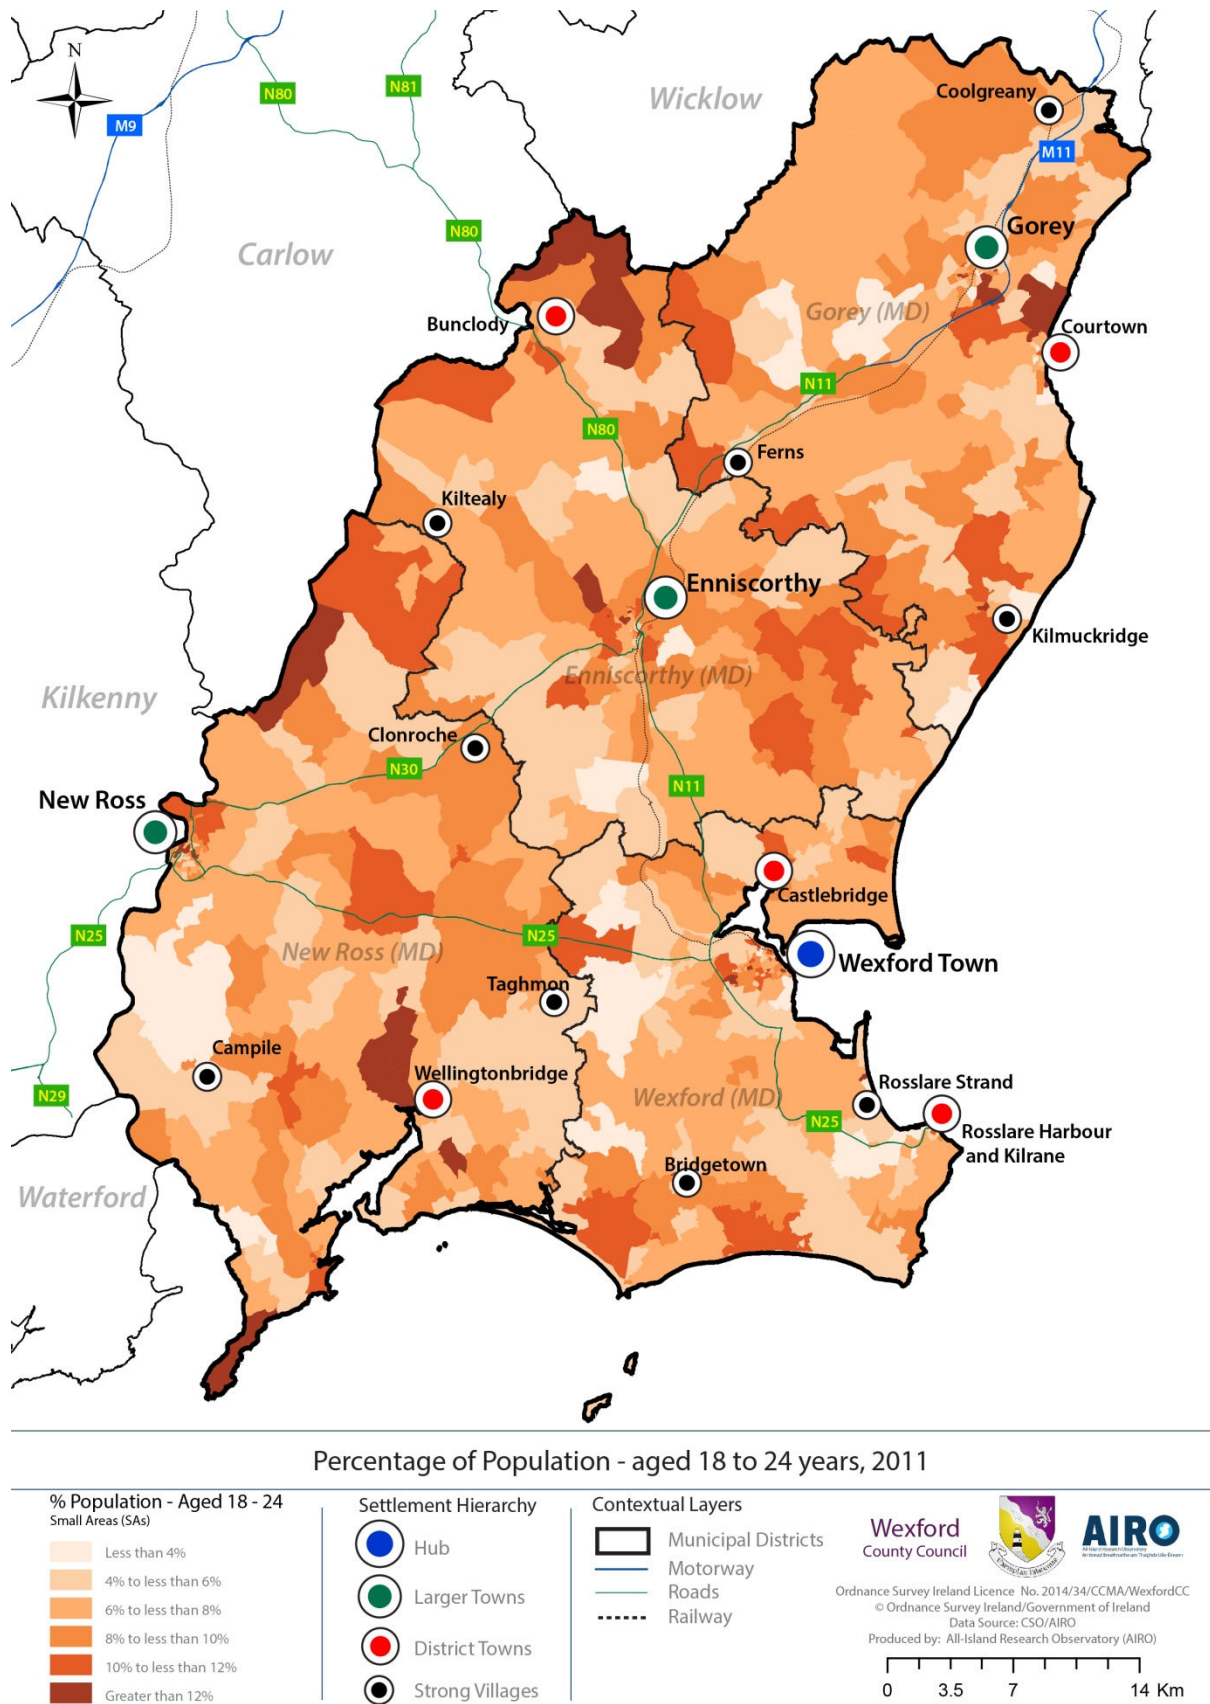 N
N80
N81
M9
Wicklow
Coolgreany
M11
N80
Carlow
Gorey
Gorey (MD)
Bunclody
Courtown
N11
N80
Ferns
Kiltealy
Enniscorthy
Kilmuckridge
Enniscorthy (MD)
Kilkenny
Clonroche
N30
N11
New Ross
Castlebridge
N25
N25
New Ross (MD)
Wexford Town
Taghmon
Campile
Wellingtonbridge
Rosslare Strand
N29
Wexford (MD)
N25
Rosslare Harbour
and Kilrane
Bridgetown
Waterford
Percentage of Population - aged 18 to 24 years, 2011
% Population - Aged 18 - 24
Small Areas (SAs)
Less than 4%
4% to less than 6%
6% to less than 8%
8% to less than 10%
10% to less than 12%
Greater than 12%
Settlement Hierarchy
Hub
Larger Towns
District Towns
Strong Villages
Contextual Layers
Municipal Districts
Motorway
Roads
Railway
Wexford
County Council
AIRO
Ordnance Survey Ireland Licence No. 2014/34/CCMA/WexfordCC
© Ordnance Survey Ireland/Government of Ireland
Data Source: CSO/AIRO
Produced by: All-Island Research Observatory (AIRO)
0 3.5 7 14 Km